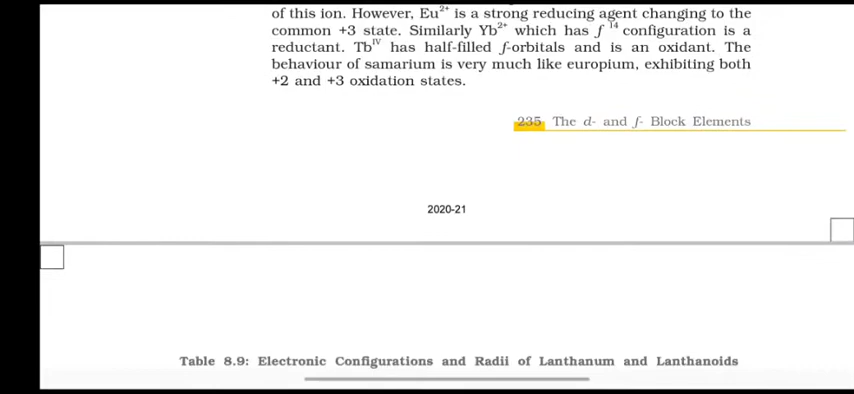 of this ion. However, Eu²⁺ is a strong reducing agent changing to the
common +3 state. Similarly Yb²⁺ which has f ¹⁴ configuration is a
reductant. Tbᴵⱽ has half-filled f-orbitals and is an oxidant. The
behaviour of samarium is very much like europium, exhibiting both
+2 and +3 oxidation states.
235 The d- and f- Block Elements
2020-21
Table 8.9: Electronic Configurations and Radii of Lanthanum and Lanthanoids